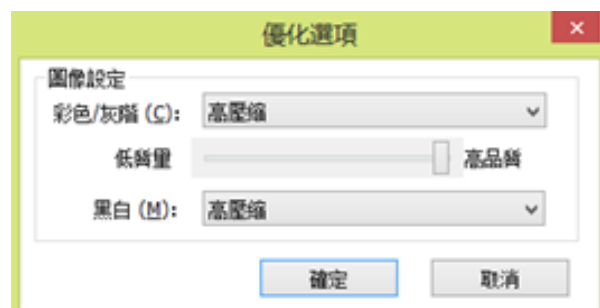 優化選項
圖像設定
彩色/灰階 (C): 高壓縮
低質量 高品質
黑白 (M): 高壓縮
確定 取消